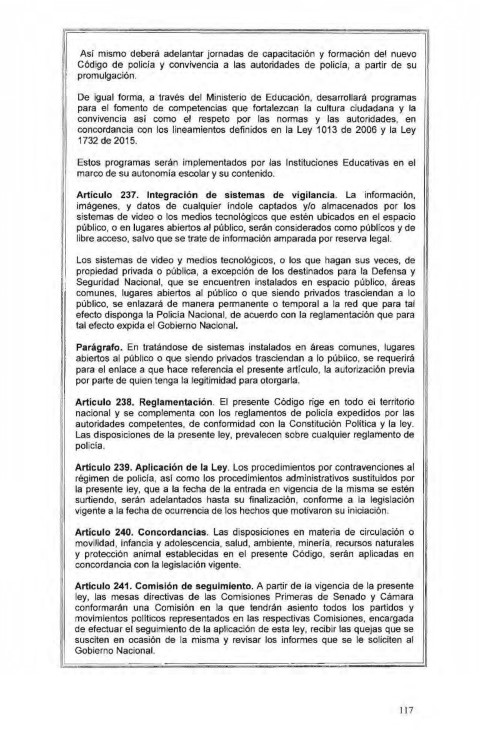 Así mismo deberá adelantar jornadas de capacitación y formación del nuevo
Código de policía y convivencia a las autoridades de policía, a partir de su
promulgación.
De igual forma, a través del Ministerio de Educación, desarrollará programas
para el fomento de competencias que fortalezcan la cultura ciudadana y la
convivencia así como el respeto por las normas y las autoridades, en
concordancia con los lineamientos definidos en la Ley 1013 de 2006 y la Ley
1732 de 2015.
Estos programas serán implementados por las Instituciones Educativas en el
marco de su autonomía escolar y su contenido.
Artículo 237. Integración de sistemas de vigilancia. La información,
imágenes, y datos de cualquier índole captados y/o almacenados por los
sistemas de video o los medios tecnológicos que estén ubicados en el espacio
público, o en lugares abiertos al público, serán considerados como públicos y de
libre acceso, salvo que se trate de información amparada por reserva legal.
Los sistemas de video y medios tecnológicos, o los que hagan sus veces, de
propiedad privada o pública, a excepción de los destinados para la Defensa y
Seguridad Nacional, que se encuentren instalados en espacio público, áreas
comunes, lugares abiertos al público o que siendo privados trasciendan a lo
público, se enlazará de manera permanente o temporal a la red que para tal
efecto disponga la Policía Nacional, de acuerdo con la reglamentación que para
tal efecto expida el Gobierno Nacional.
Parágrafo. En tratándose de sistemas instalados en áreas comunes, lugares
abiertos al público o que siendo privados trasciendan a lo público, se requerirá
para el enlace a que hace referencia el presente artículo, la autorización previa
por parte de quien tenga la legitimidad para otorgarla.
Artículo 238. Reglamentación. El presente Código rige en todo el territorio
nacional y se complementa con los reglamentos de policía expedidos por las
autoridades competentes, de conformidad con la Constitución Política y la ley.
Las disposiciones de la presente ley, prevalecen sobre cualquier reglamento de
policía.
Artículo 239. Aplicación de la Ley. Los procedimientos por contravenciones al
régimen de policía, así como los procedimientos administrativos sustituidos por
la presente ley, que a la fecha de la entrada en vigencia de la misma se estén
surtiendo, serán adelantados hasta su finalización, conforme a la legislación
vigente a la fecha de ocurrencia de los hechos que motivaron su iniciación.
Artículo 240. Concordancias. Las disposiciones en materia de circulación o
movilidad, infancia y adolescencia, salud, ambiente, minería, recursos naturales
y protección animal establecidas en el presente Código, serán aplicadas en
concordancia con la legislación vigente.
Artículo 241. Comisión de seguimiento. A partir de la vigencia de la presente
ley, las mesas directivas de las Comisiones Primeras de Senado y Cámara
conformarán una Comisión en la que tendrán asiento todos los partidos y
movimientos políticos representados en las respectivas Comisiones, encargada
de efectuar el seguimiento de la aplicación de esta ley, recibir las quejas que se
susciten en ocasión de la misma y revisar los informes que se le soliciten al
Gobierno Nacional.
117